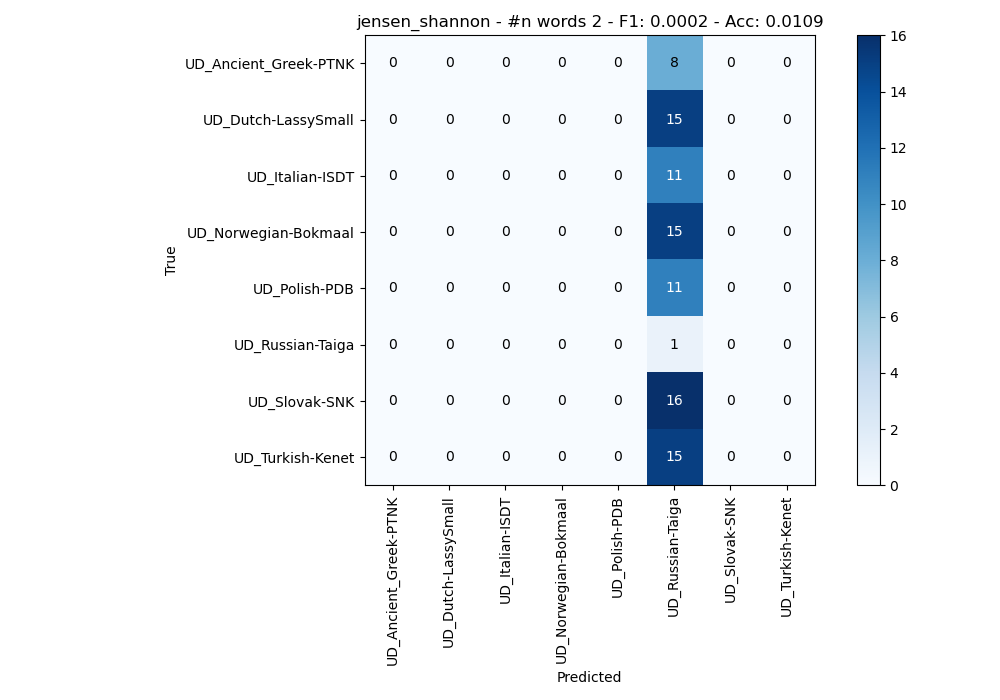 jensen_shannon - #n words 2 - F1: 0.0002 - Acc: 0.0109
True
UD_Ancient_Greek-PTNK 0 0 0 0 0 8 0 0
UD_Dutch-LassySmall 0 0 0 0 0 15 0 0
UD_Italian-ISDT 0 0 0 0 0 11 0 0
UD_Norwegian-Bokmaal 0 0 0 0 0 15 0 0
UD_Polish-PDB 0 0 0 0 0 11 0 0
UD_Russian-Taiga 0 0 0 0 0 1 0 0
UD_Slovak-SNK 0 0 0 0 0 16 0 0
UD_Turkish-Kenet 0 0 0 0 0 15 0 0
UD_Ancient_Greek-PTNK
UD_Dutch-LassySmall
UD_Italian-ISDT
UD_Norwegian-Bokmaal
UD_Polish-PDB
UD_Russian-Taiga
UD_Slovak-SNK
UD_Turkish-Kenet
Predicted
16
14
12
10
8
6
4
2
0